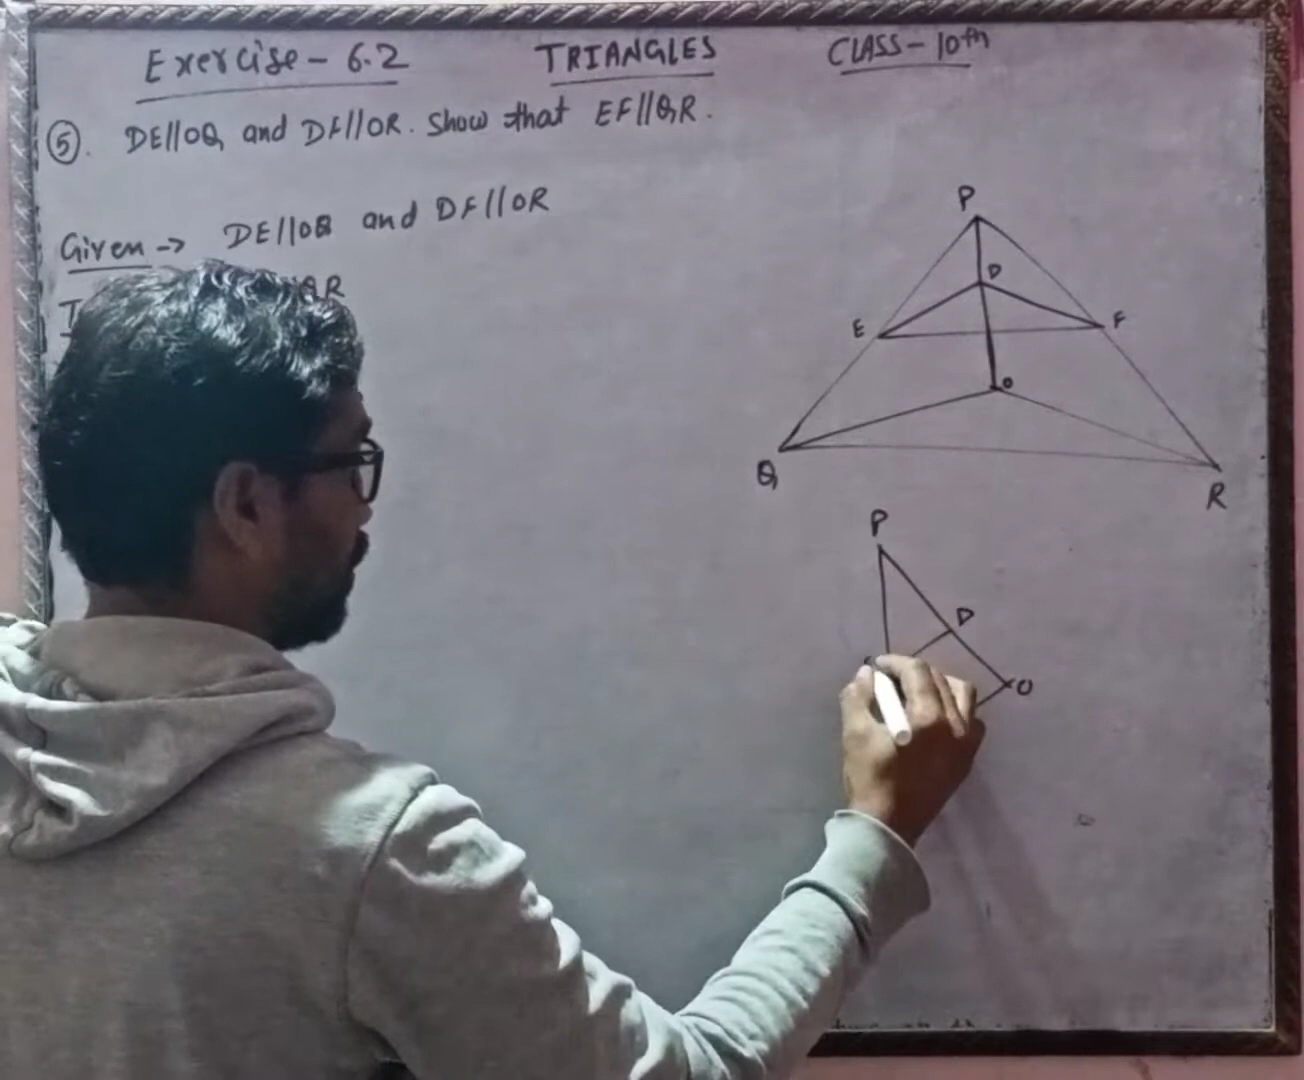 Exercise - 6.2 TRIANGLES CLASS - 10th
⑤. DE||OQ and DF||OR. Show that EF||QR.
Given → DE||OQ and DF||OR
QR
P
D
E F
O
Q R
P
D
O